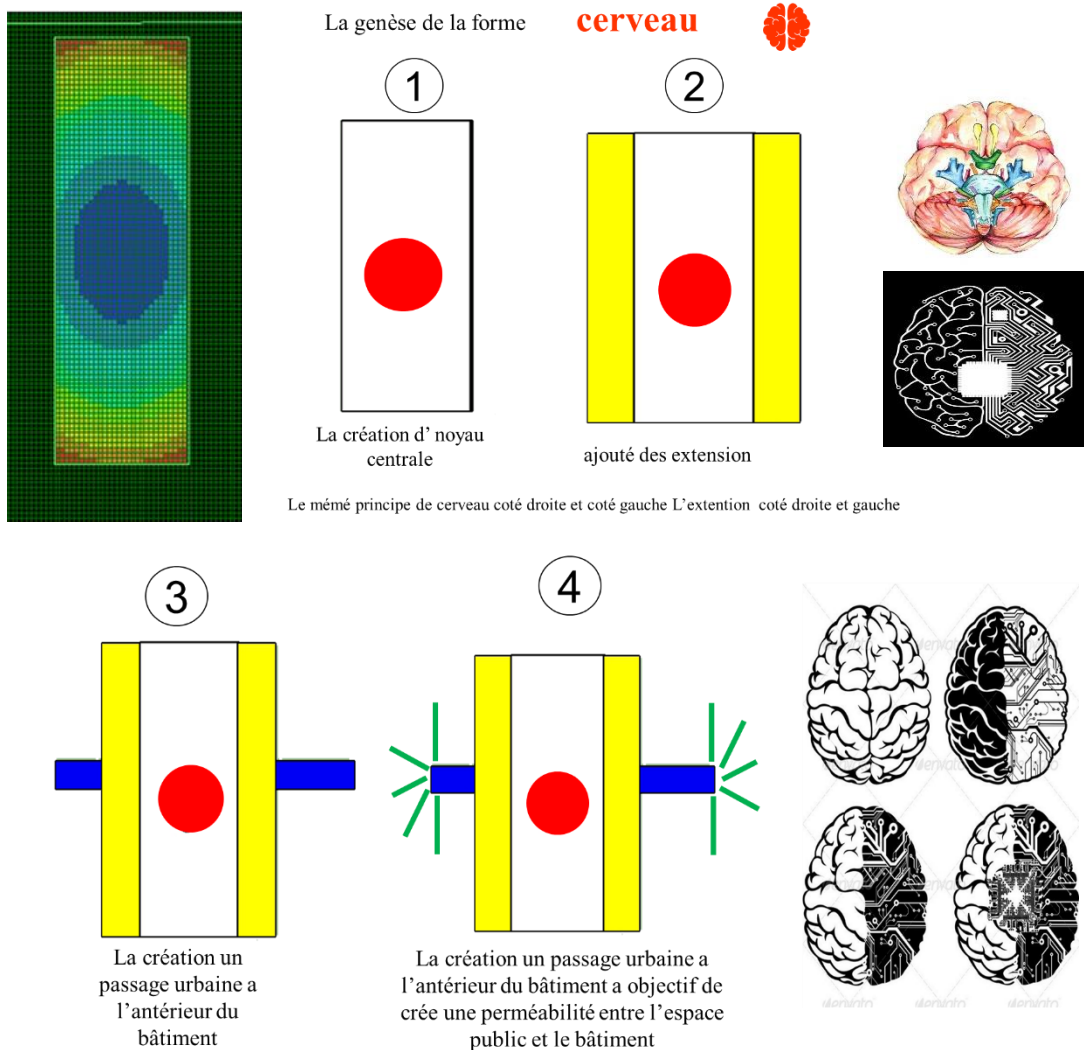 La genèse de la forme cerveau
1
2
La création d’ noyau
centrale
ajouté des extension
Le mémé principe de cerveau coté droite et coté gauche L’extention coté droite et gauche
3
4
La création un
passage urbaine a
l’antérieur du
bâtiment
La création un passage urbaine a
l’antérieur du bâtiment a objectif de
crée une perméabilité entre l’espace
public et le bâtiment